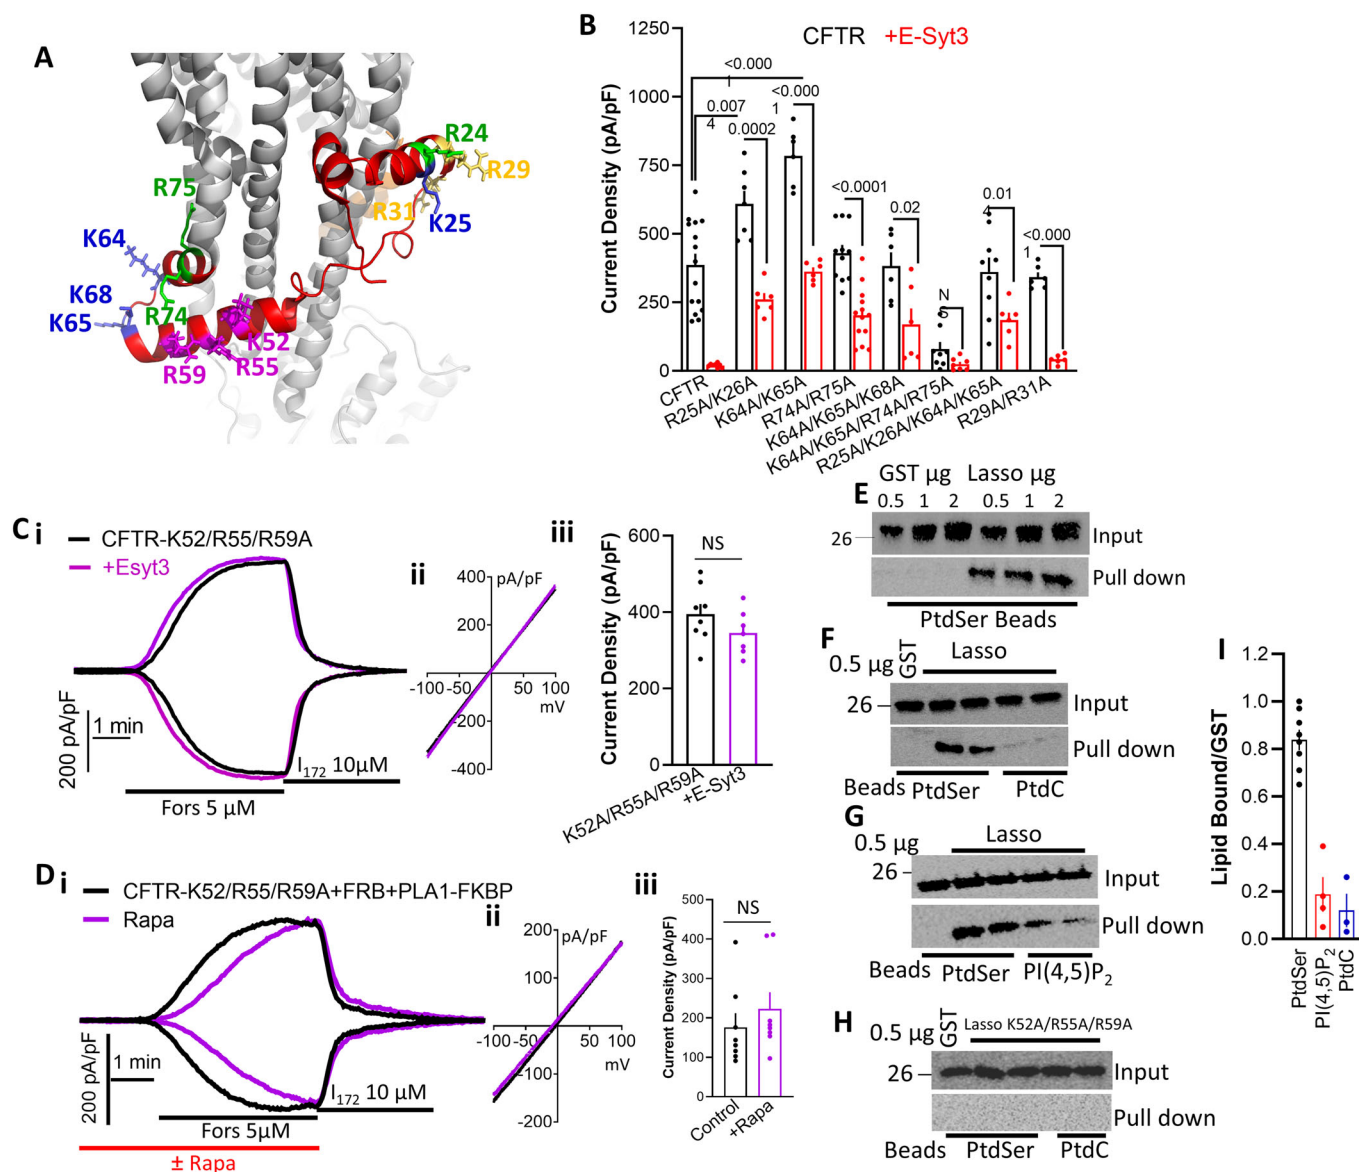 A
R24
R29
R31
K25
R75
K64
K68
K65
R74
K52
R55
R59
B
CFTR +E-Syt3
Current Density (pA/pF)
1250
1000
750
500
250
0
<0.000
1
0.007
4
0.0002
<0.000
1
<0.0001
0.02
N
S
0.01
4
<0.000
1
CFTR
R25A/K26A
K64A/K65A
R74A/R75A
K64A/K65A/K68A
K64A/K65A/R74A/R75A
R25A/K26A/K64A/K65A
R29A/R31A
C i
CFTR-K52/R55/R59A
+Esyt3
200 pA/pF
1 min
I172 10µM
Fors 5 µM
ii
pA/pF
400
200
-100 -50 50 100
mV
-200
-400
iii
Current Density (pA/pF)
600
400
200
0
NS
K52A/R55A/R59A
+E-Syt3
D i
CFTR-K52/R55/R59A+FRB+PLA1-FKBP
Rapa
200 pA/pF
1 min
I172 10 µM
Fors 5µM
± Rapa
ii
pA/pF
200
100
-100 -50 50 100
mV
-100
-200
iii
Current Density (pA/pF)
500
400
300
200
100
0
NS
Control
+Rapa
E
GST µg Lasso µg
0.5 1 2 0.5 1 2
26
Input
Pull down
PtdSer Beads
F
0.5 µg
GST
Lasso
26
Input
Pull down
Beads
PtdSer PtdC
G
0.5 µg
Lasso
26
Input
Pull down
Beads
PtdSer PI(4,5)P2
H
0.5 µg
GST
Lasso K52A/R55A/R59A
26
Input
Pull down
Beads
PtdSer PtdC
I
Lipid Bound/GST
1.2
1.0
0.8
0.6
0.4
0.2
0.0
PtdSer
PI(4,5)P2
PtdC